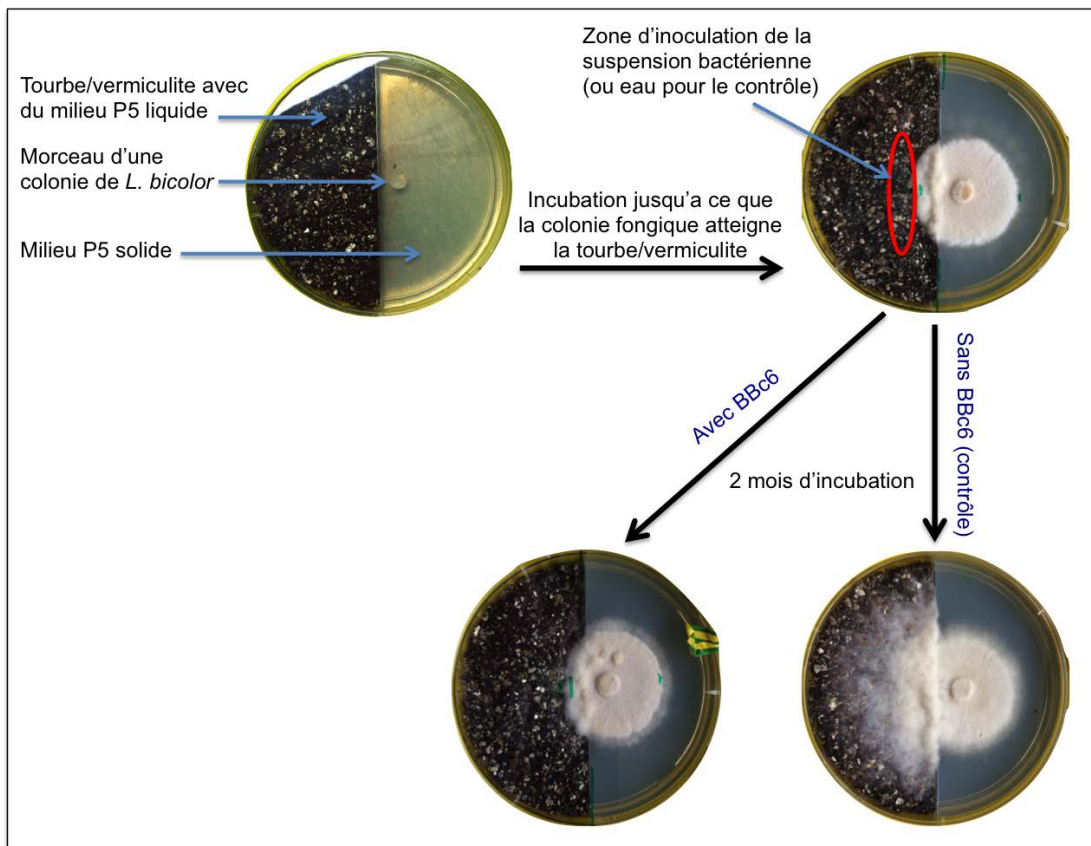 Tourbe/vermiculite avec
du milieu P5 liquide
Morceau d’une
colonie de L. bicolor
Milieu P5 solide
Zone d’inoculation de la
suspension bactérienne
(ou eau pour le contrôle)
Incubation jusqu’a ce que
la colonie fongique atteigne
la tourbe/vermiculite
Avec BBc6
2 mois d’incubation
Sans BBc6 (contrôle)